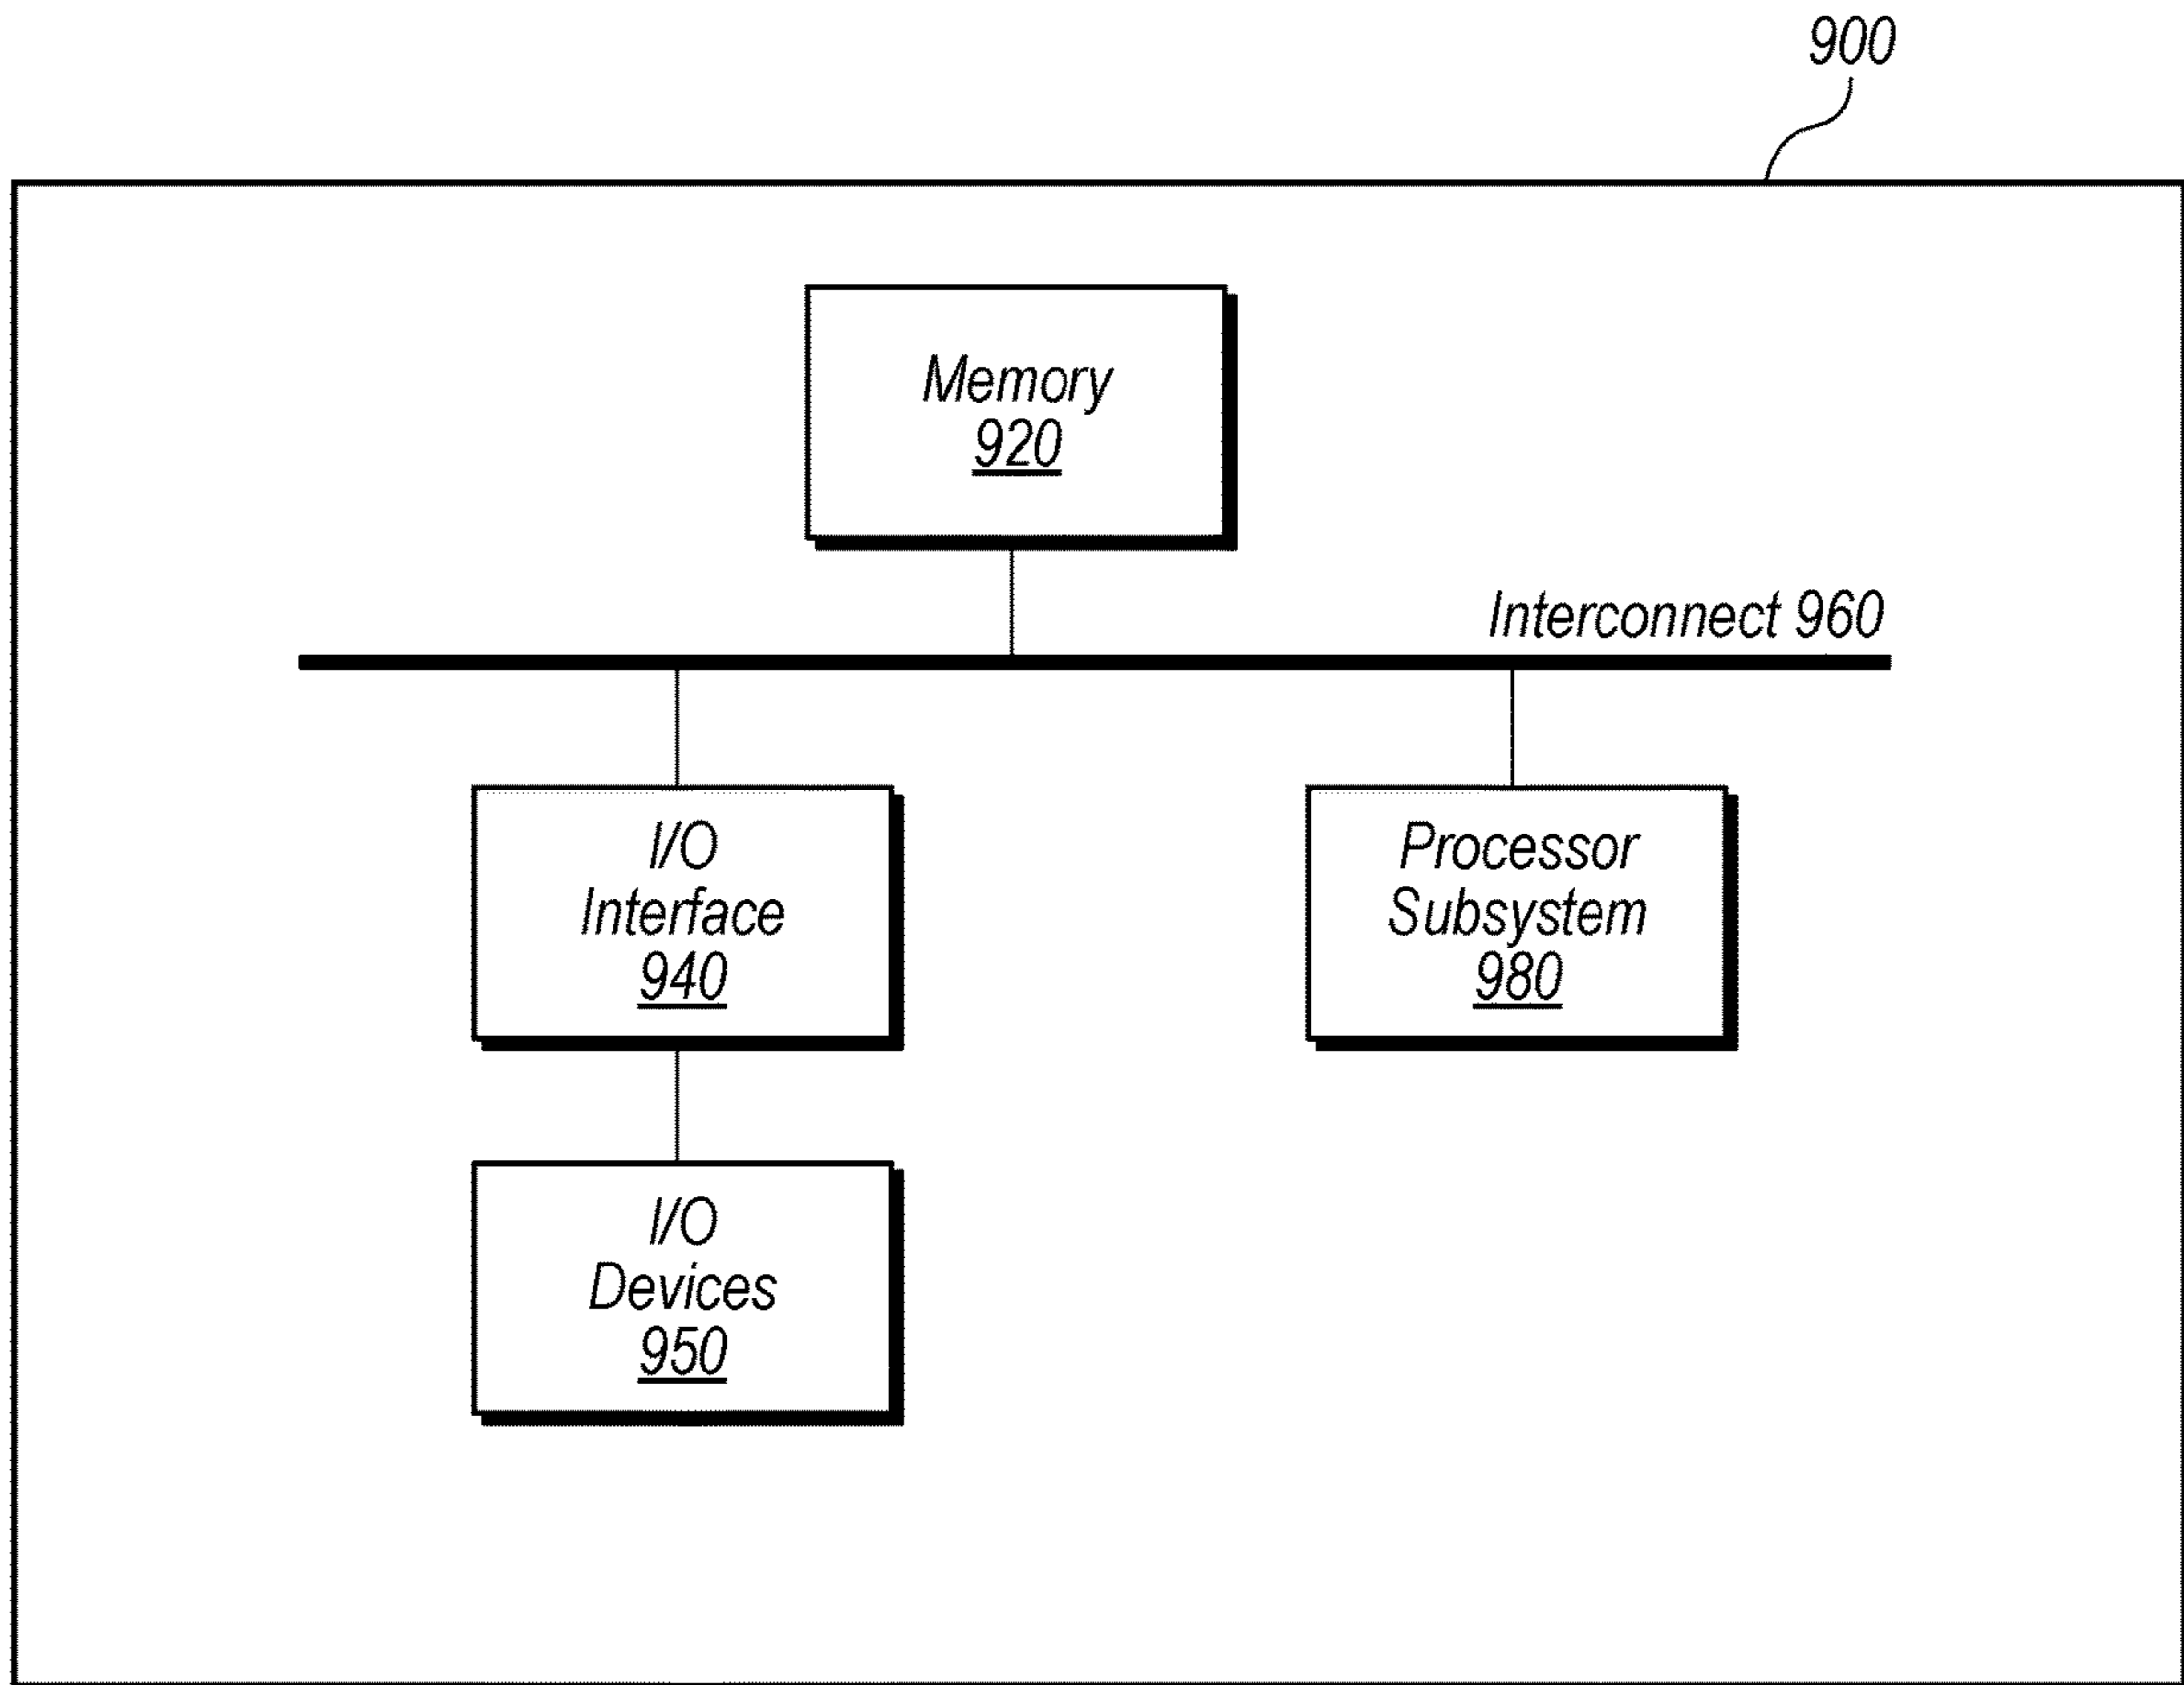 900
Memory
920
Interconnect 960
I/O
Interface
940
Processor
Subsystem
980
I/O
Devices
950